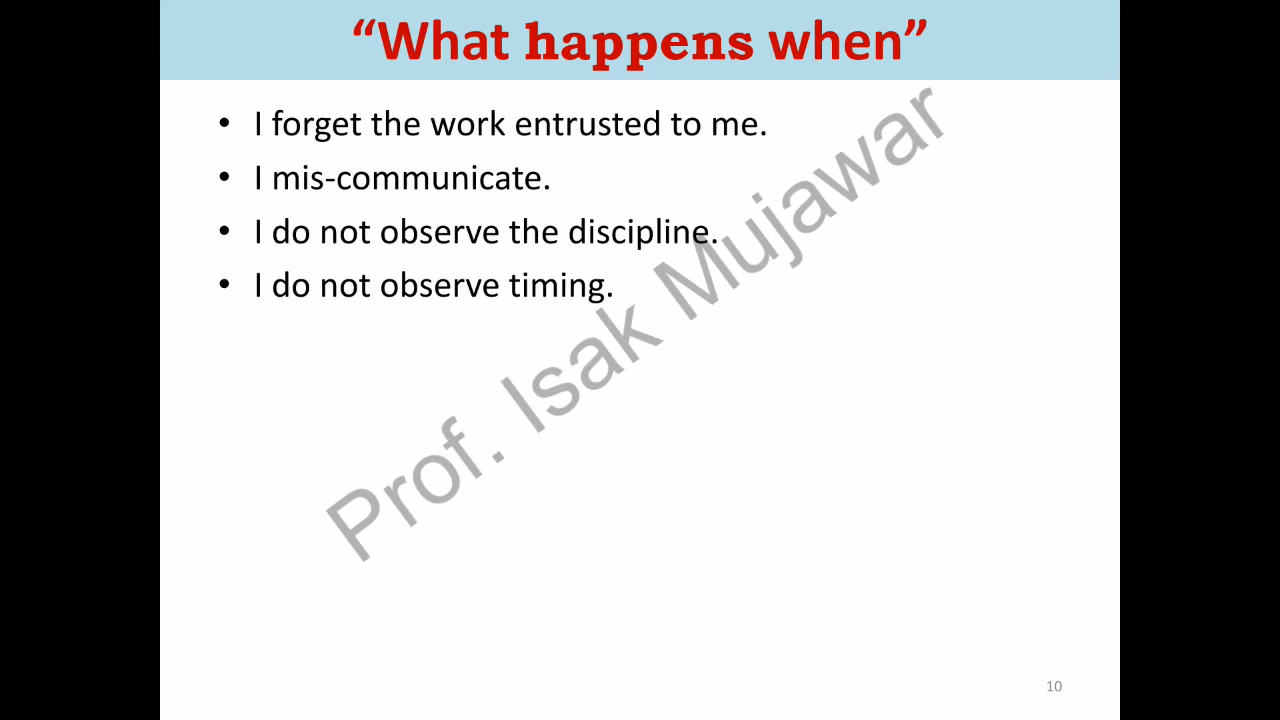 “What happens when”
• I forget the work entrusted to me.
• I mis-communicate.
• I do not observe the discipline.
• I do not observe timing.
Prof. Isak Mujawar
10